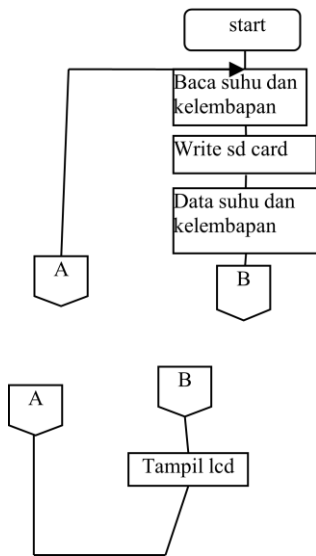 start
Baca suhu dan
kelembapan
Write sd card
Data suhu dan
kelembapan
A
B
A
B
Tampil lcd